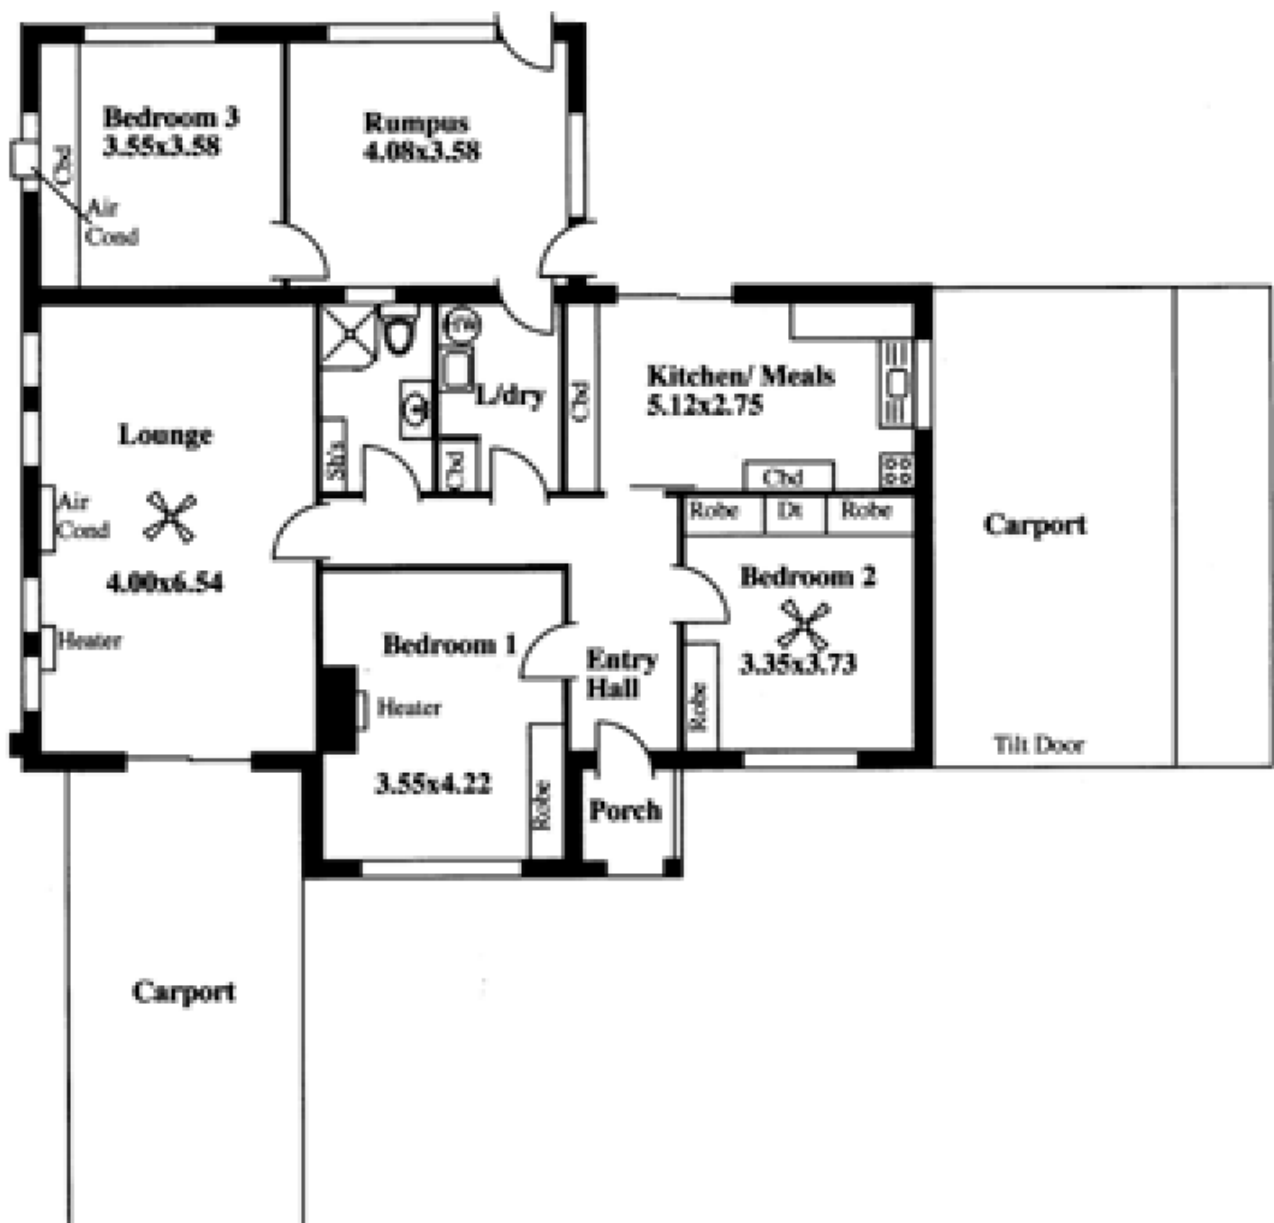 Bedroom 3
3.55x3.58
Rumpus
4.08x3.58
Cbd
Air
Cond
HW
L/dry
Cbd
Kitchen/ Meals
5.12x2.75
Lounge
Cbd
Cbd
Air
Cond
Robe
Dt
Robe
Carport
4.00x6.54
Bedroom 2
Heater
Bedroom 1
Entry
Hall
3.35x3.73
Robe
Heater
Tilt Door
3.55x4.22
Robe
Porch
Carport